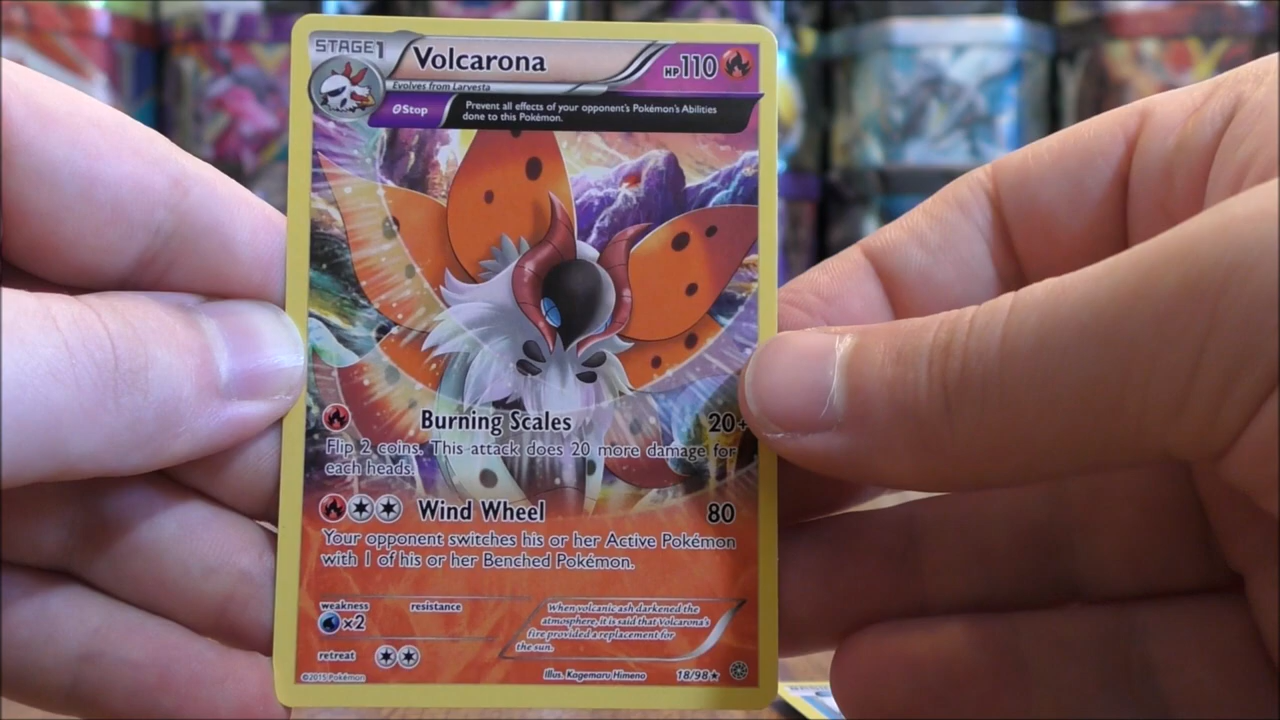 STAGE1
Volcarona
HP110
Evolves from Larvesta
θStop
Prevent all effects of your opponent's Pokémon's Abilities
done to this Pokémon.
Burning Scales 20+
Flip 2 coins. This attack does 20 more damage for
each heads.
Wind Wheel 80
Your opponent switches his or her Active Pokémon
with 1 of his or her Benched Pokémon.
weakness resistance
×2
When volcanic ash darkened the
atmosphere, it is said that Volcarona's
fire provided a replacement for
the sun.
retreat
©2015 Pokémon
Illus. Kagemaru Himeno
18/98★